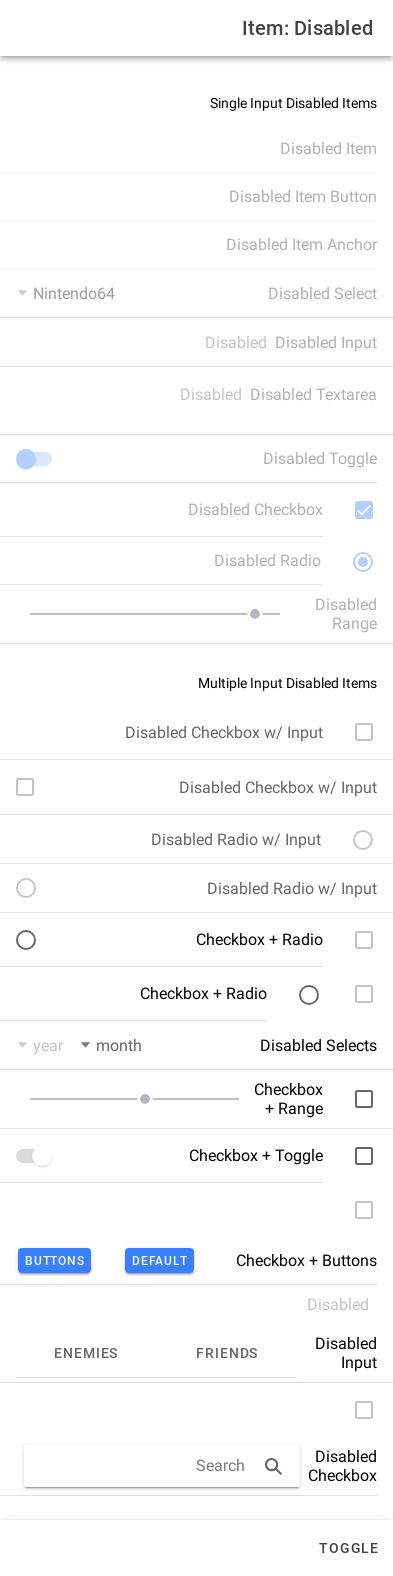 Item: Disabled
Single Input Disabled Items
Disabled Item
Disabled Item Button
Disabled Item Anchor
Disabled Select Nintendo64
Disabled Input Disabled
Disabled Textarea Disabled
Disabled Toggle
Disabled Checkbox
Disabled Radio
Disabled
Range
Multiple Input Disabled Items
Disabled Checkbox w/ Input
Disabled Checkbox w/ Input
Disabled Radio w/ Input
Disabled Radio w/ Input
Checkbox + Radio
Checkbox + Radio
Disabled Selects month year
Checkbox
+ Range
Checkbox + Toggle
Checkbox + Buttons DEFAULT BUTTONS
Disabled
Disabled
Input
FRIENDS ENEMIES
Disabled
Checkbox
Search
TOGGLE